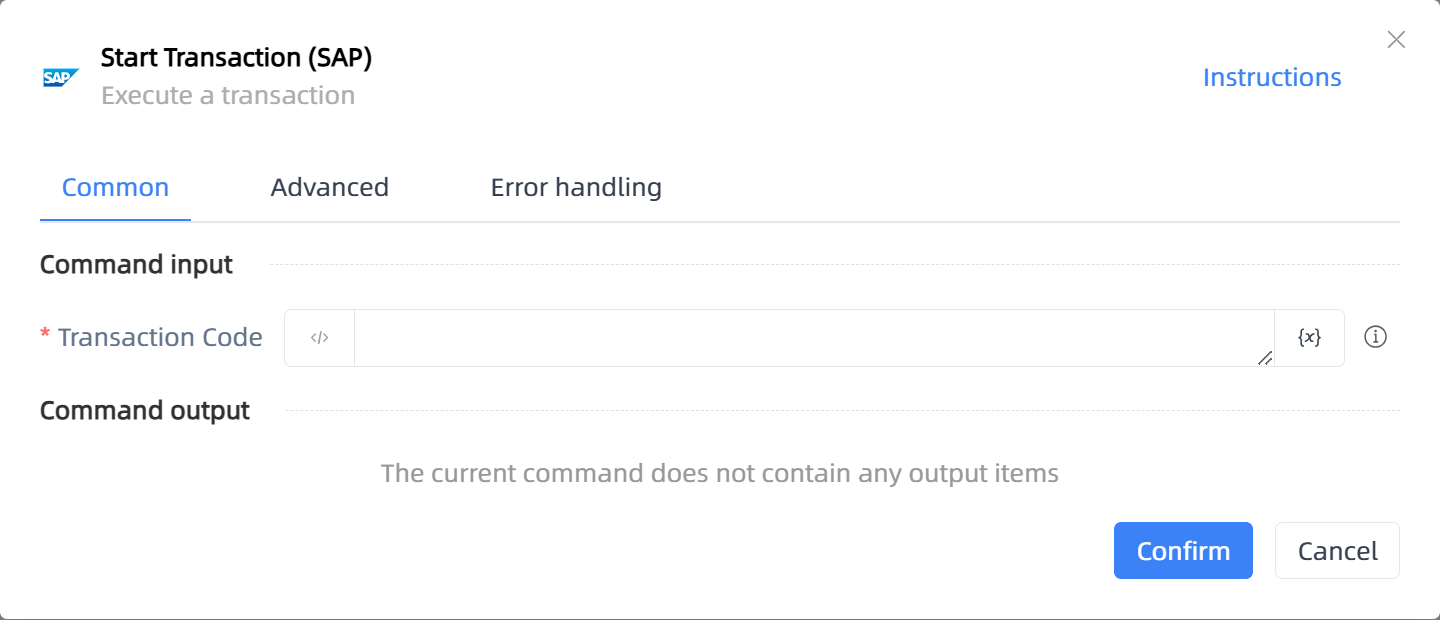 Start Transaction (SAP)
SAP
Execute a transaction
Instructions
Common Advanced Error handling
Command input
* Transaction Code </> {x}
Command output
The current command does not contain any output items
Confirm Cancel